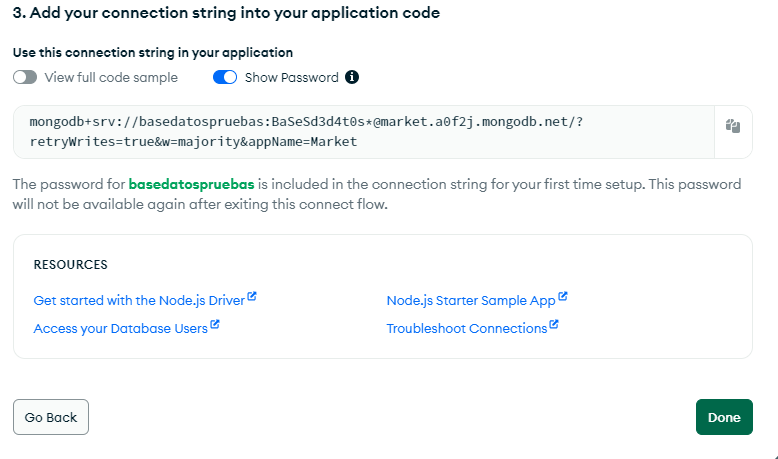 3. Add your connection string into your application code
Use this connection string in your application
View full code sample
Show Password
mongodb+srv://basedatospruebas:BaSeSd3d4t0s*@market.a0f2j.mongodb.net/?
retryWrites=true&w=majority&appName=Market
The password for basedatospruebas is included in the connection string for your first time setup. This password
will not be available again after exiting this connect flow.
RESOURCES
Get started with the Node.js Driver
Node.js Starter Sample App
Access your Database Users
Troubleshoot Connections
Go Back
Done